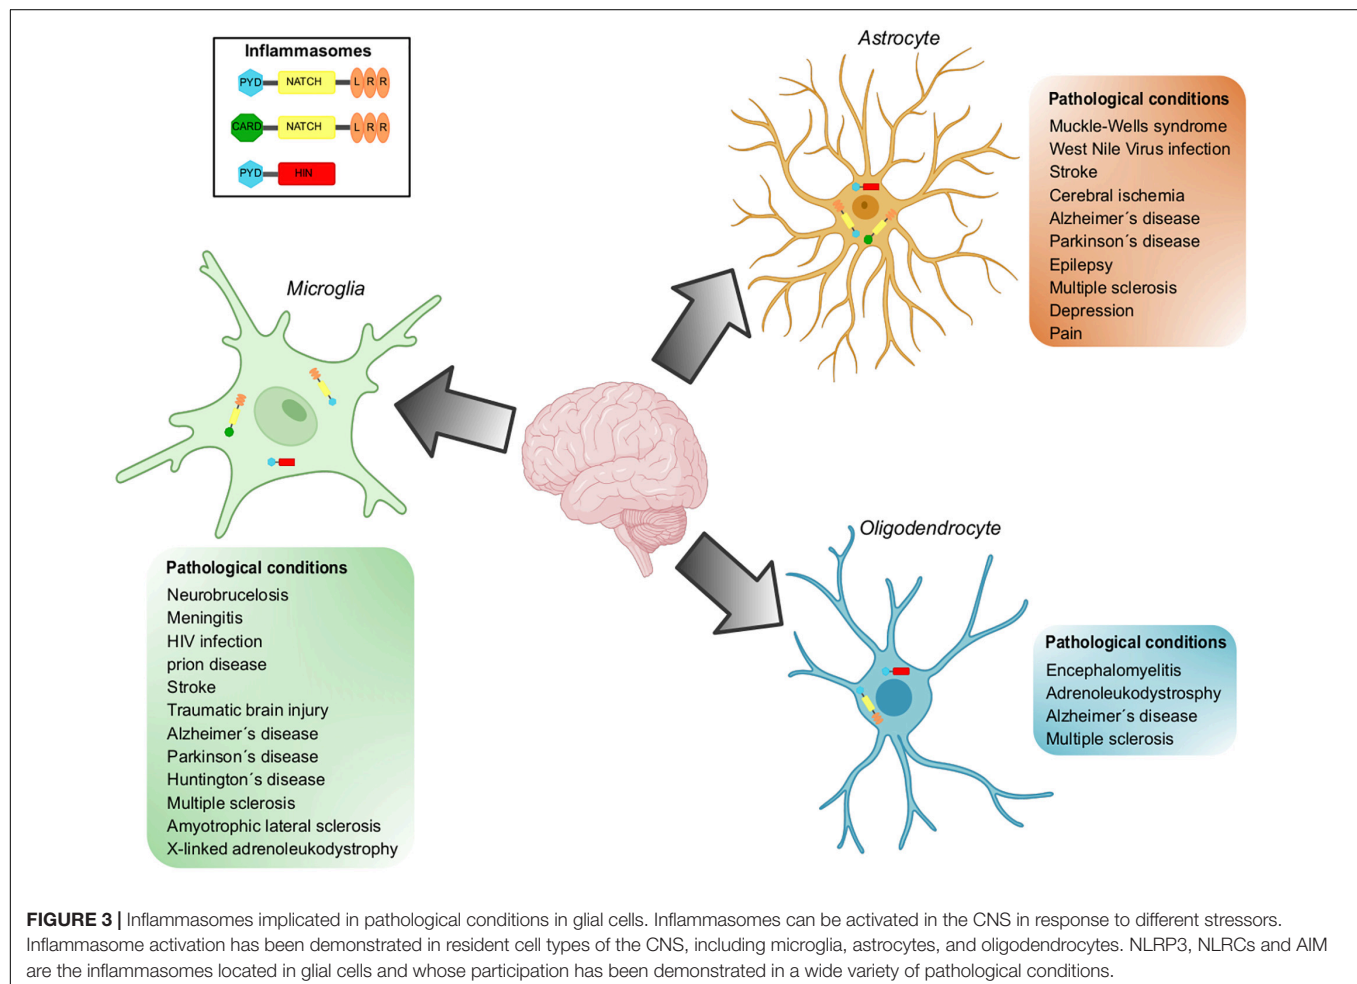 Inflammasomes
PYD NATCH L R R
CARD NATCH L R R
PYD HIN
Astrocyte
Pathological conditions
Muckle-Wells syndrome
West Nile Virus infection
Stroke
Cerebral ischemia
Alzheimer´s disease
Parkinson´s disease
Epilepsy
Multiple sclerosis
Depression
Pain
Microglia
Pathological conditions
Neurobrucelosis
Meningitis
HIV infection
prion disease
Stroke
Traumatic brain injury
Alzheimer´s disease
Parkinson´s disease
Huntington´s disease
Multiple sclerosis
Amyotrophic lateral sclerosis
X-linked adrenoleukodystrophy
Oligodendrocyte
Pathological conditions
Encephalomyelitis
Adrenoleukodystrosphy
Alzheimer´s disease
Multiple sclerosis
FIGURE 3 | Inflammasomes implicated in pathological conditions in glial cells. Inflammasomes can be activated in the CNS in response to different stressors.
Inflammasome activation has been demonstrated in resident cell types of the CNS, including microglia, astrocytes, and oligodendrocytes. NLRP3, NLRCs and AIM
are the inflammasomes located in glial cells and whose participation has been demonstrated in a wide variety of pathological conditions.